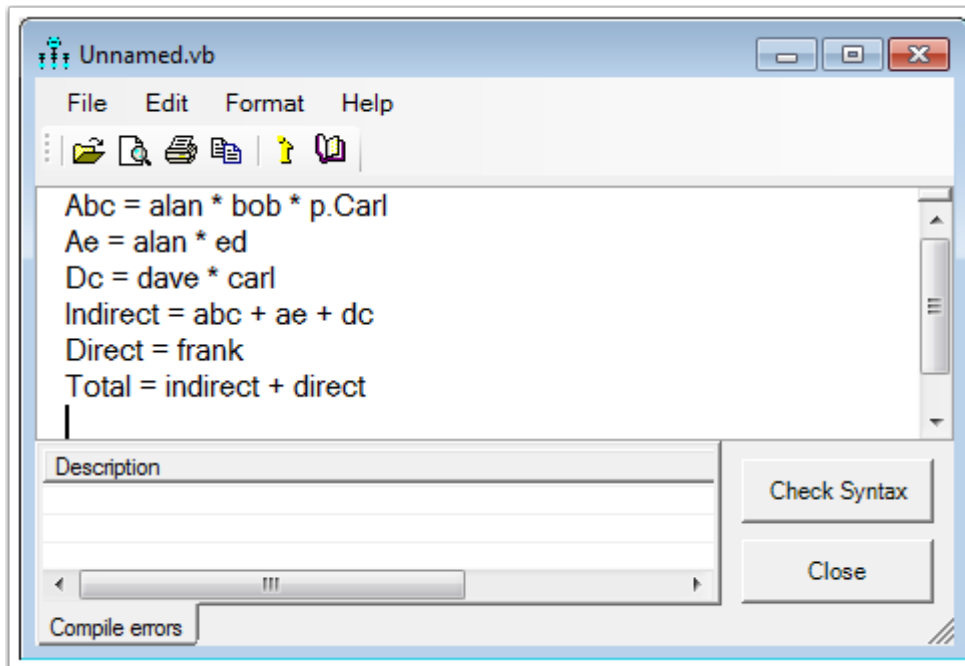 Unnamed.vb
File Edit Format Help
Abc = alan * bob * p.Carl
Ae = alan * ed
Dc = dave * carl
Indirect = abc + ae + dc
Direct = frank
Total = indirect + direct
Description
Check Syntax
Close
Compile errors